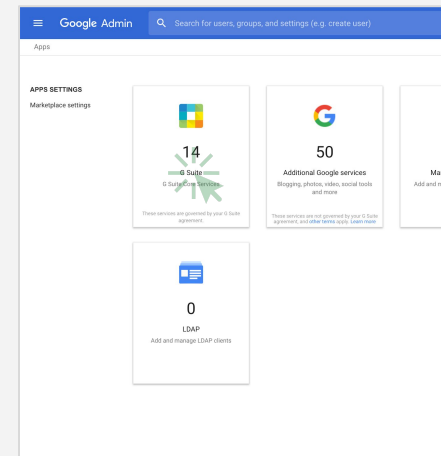 Google Admin
Search for users, groups, and settings (e.g. create user)
Apps
APPS SETTINGS
Marketplace settings
14
G Suite
G Suite Core Services
These services are governed by your G Suite
agreement.
50
Additional Google services
Blogging, photos, video, social tools
and more
These services are not governed by your G Suite
agreement, and other terms apply. Learn more
Add and
0
LDAP
Add and manage LDAP clients